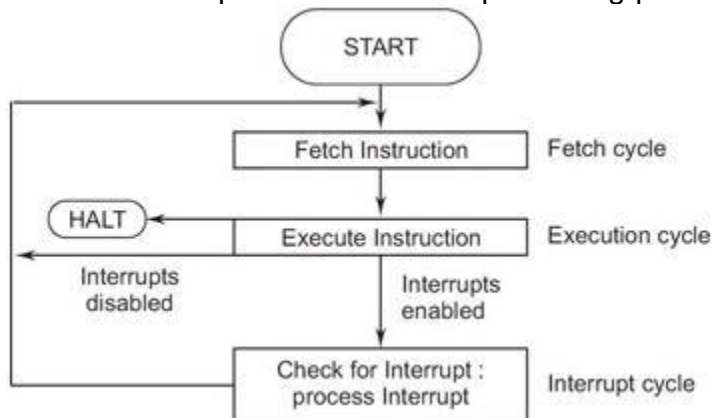 START
Fetch Instruction
Fetch cycle
HALT
Execute Instruction
Execution cycle
Interrupts
disabled
Interrupts
enabled
Check for Interrupt :
process Interrupt
Interrupt cycle